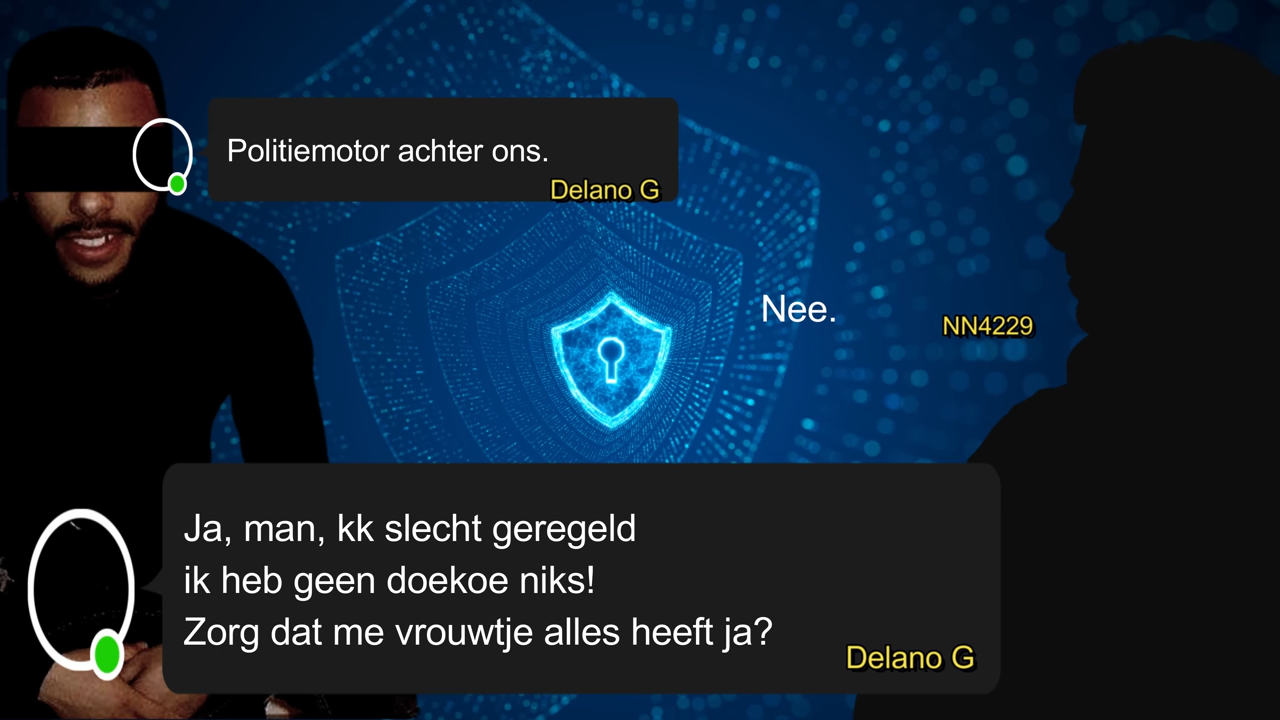 Politiemotor achter ons.
Delano G
Nee.
NN4229
Ja, man, kk slecht geregeld
ik heb geen doekoe niks!
Zorg dat me vrouwtje alles heeft ja?
Delano G